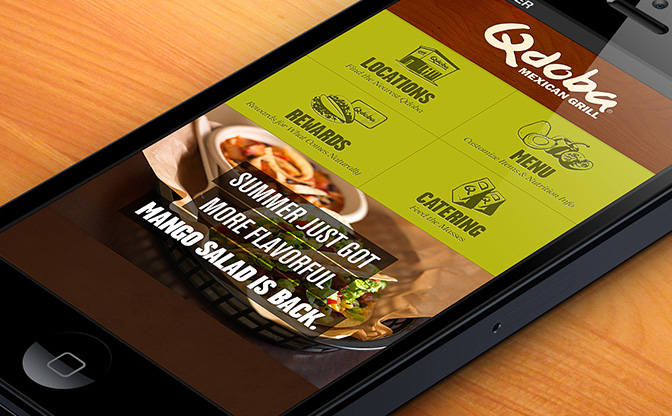 Qdoba
MEXICAN GRILL®
LOCATIONS
Find the Nearest Qdoba
MENU
Customize Items & Nutrition Info
REWARDS
Rewards for What Comes Naturally
CATERING
Feed the Masses
SUMMER JUST GOT
MORE FLAVORFUL
MANGO SALAD IS BACK.